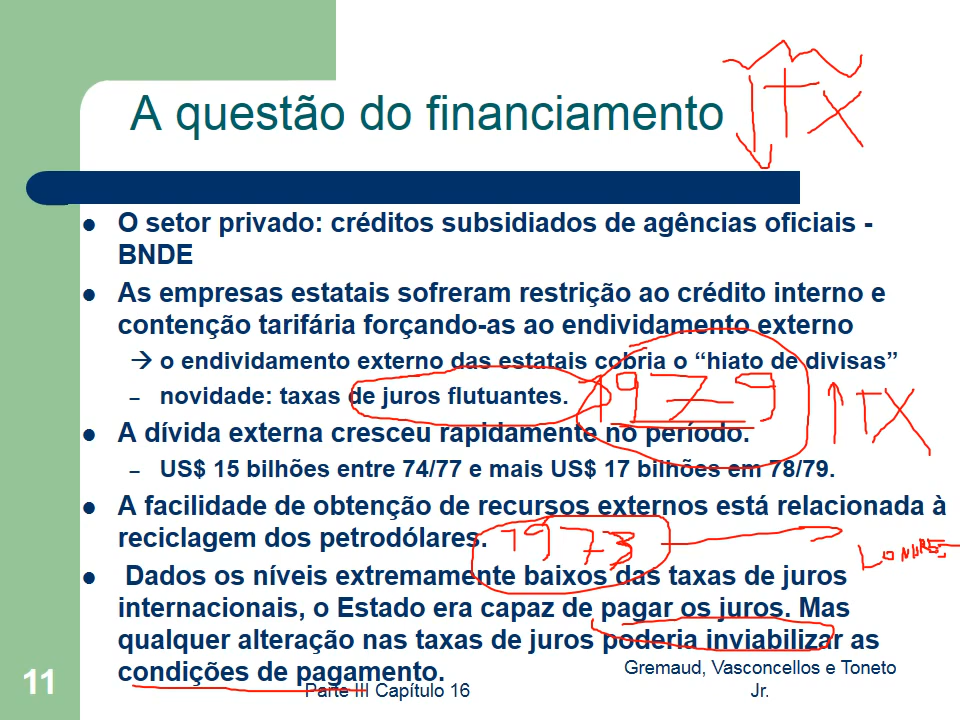 A questão do financiamento
↓TX
O setor privado: créditos subsidiados de agências oficiais -
BNDE
As empresas estatais sofreram restrição ao crédito interno e
contenção tarifária forçando-as ao endividamento externo
→ o endividamento externo das estatais cobria o “hiato de divisas”
– novidade: taxas de juros flutuantes.
1979
↑TX
A dívida externa cresceu rapidamente no período.
– US$ 15 bilhões entre 74/77 e mais US$ 17 bilhões em 78/79.
A facilidade de obtenção de recursos externos está relacionada à
reciclagem dos petrodólares.
1973
Dados os níveis extremamente baixos das taxas de juros
internacionais, o Estado era capaz de pagar os juros. Mas
qualquer alteração nas taxas de juros poderia inviabilizar as
condições de pagamento.
11
Parte III Capítulo 16
Gremaud, Vasconcellos e Toneto
Jr.